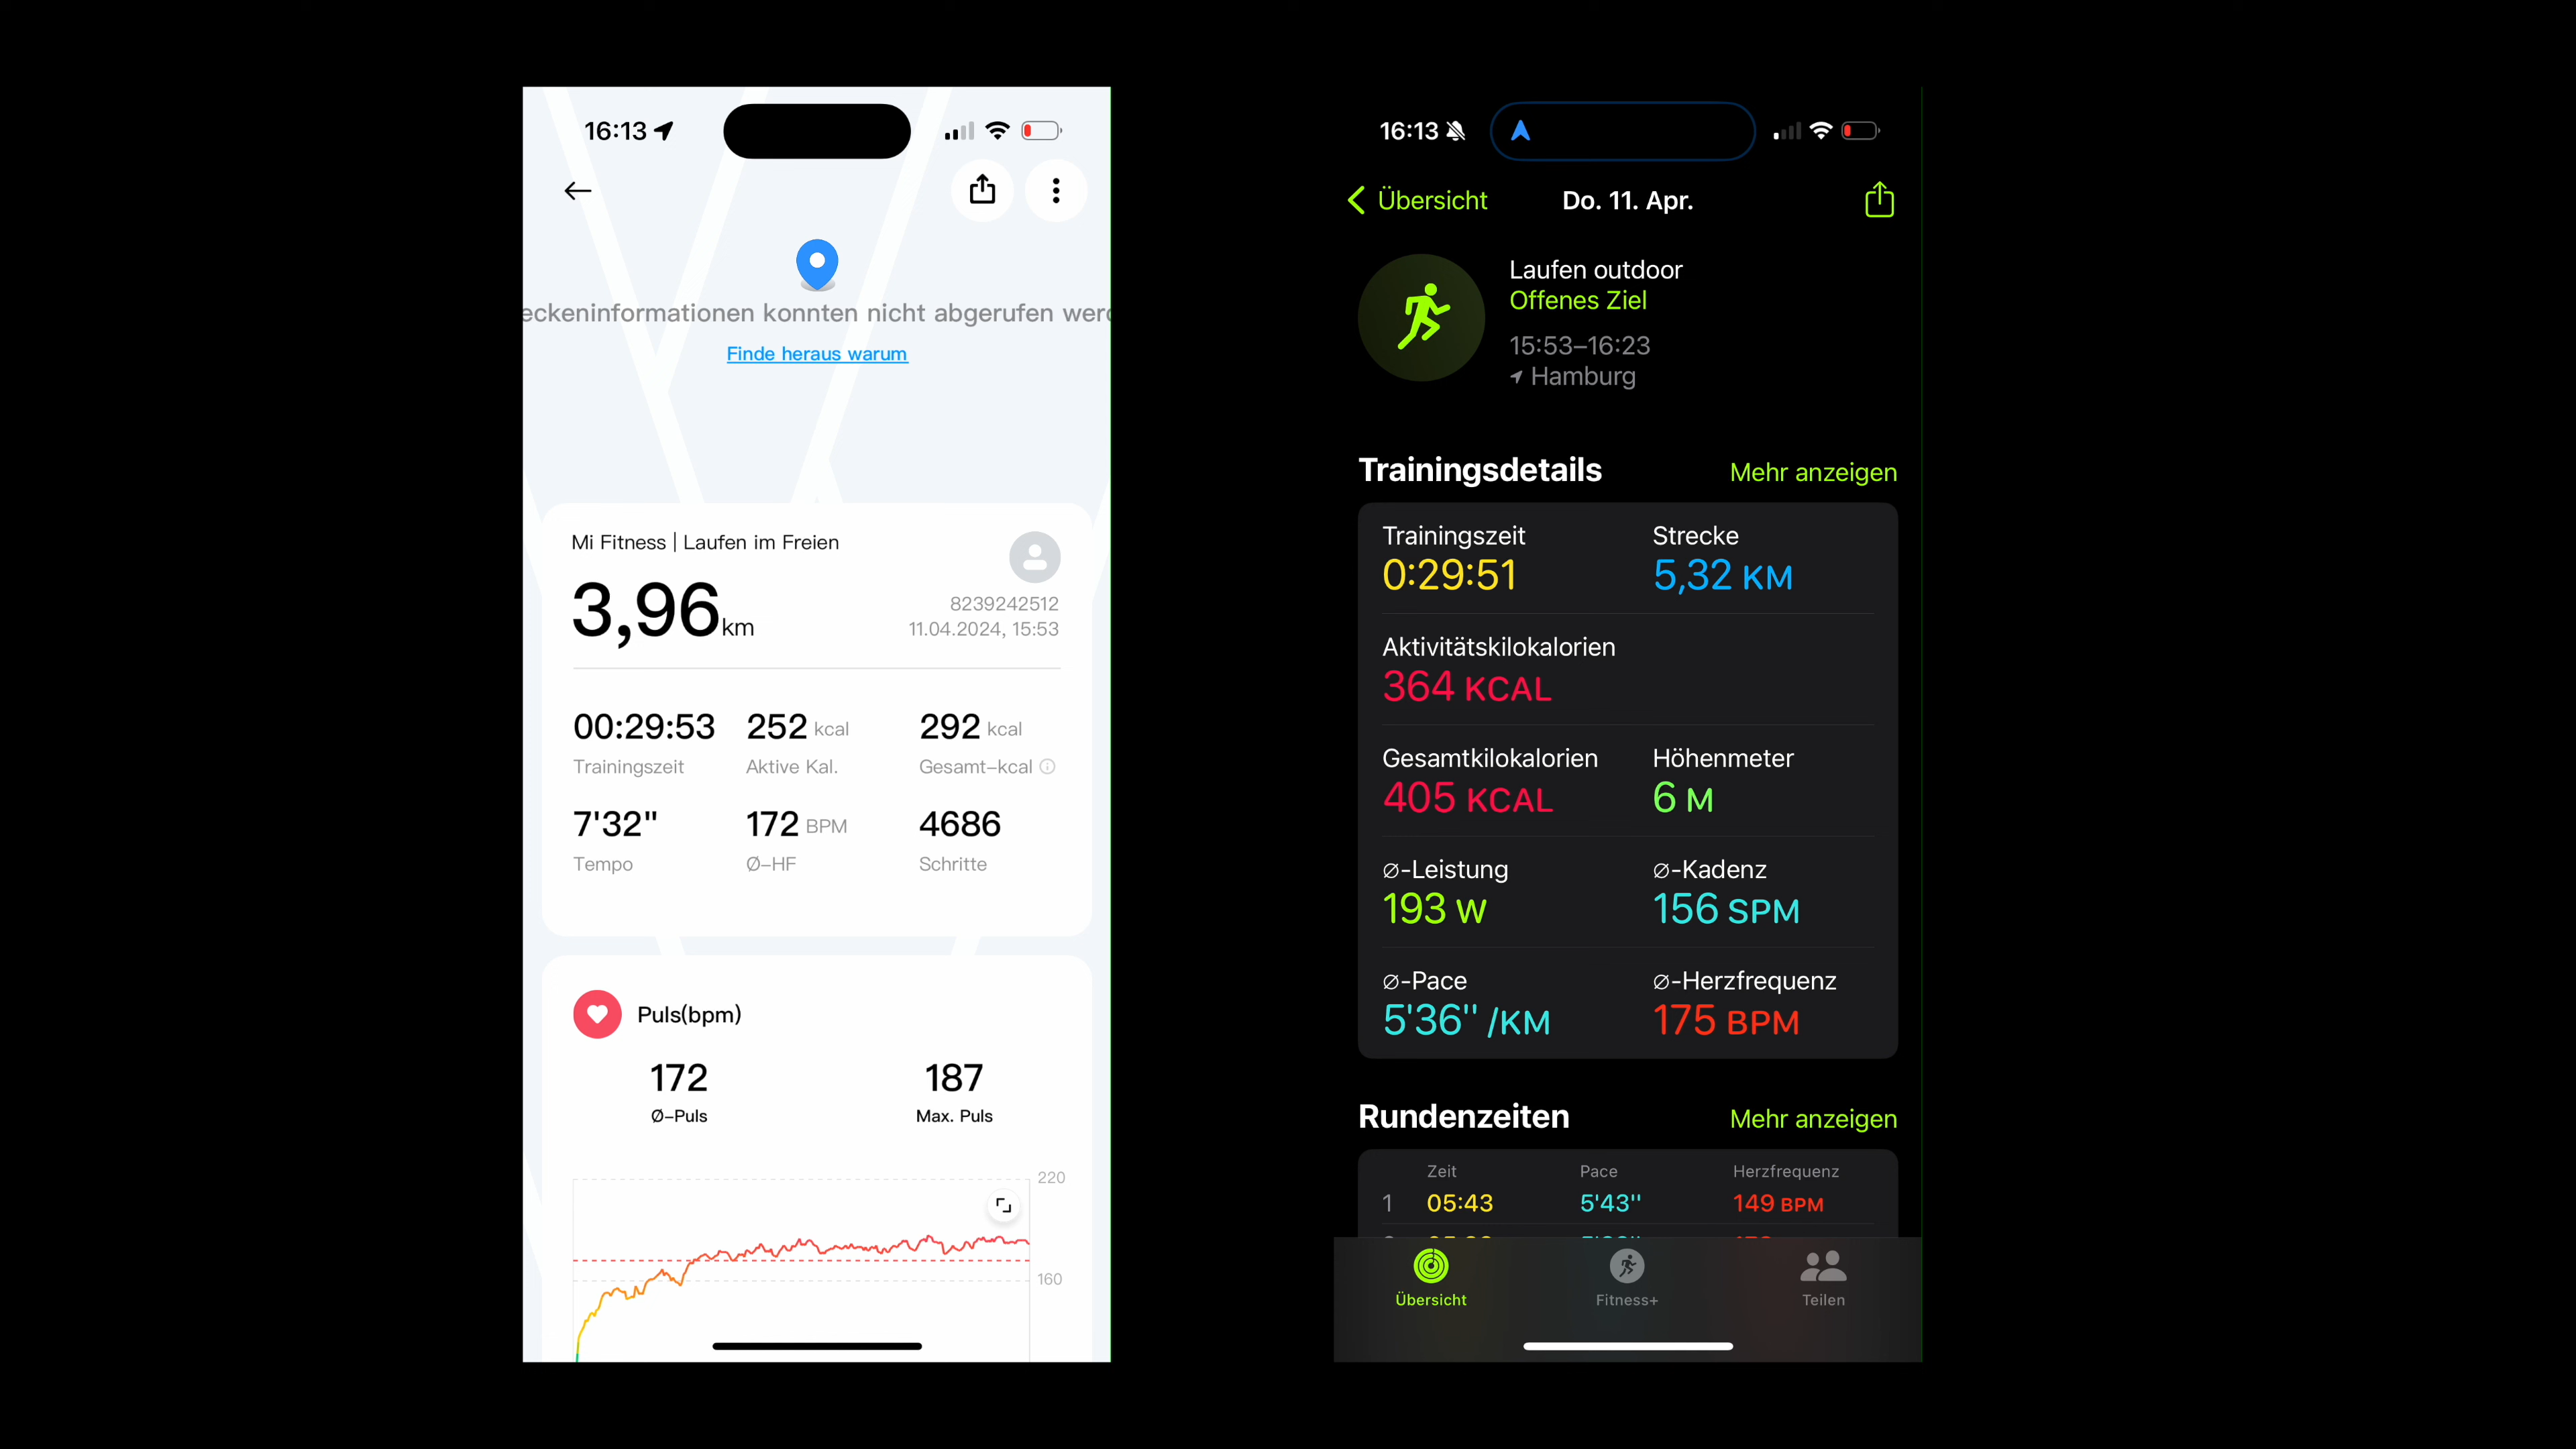 16:13
eckeninformationen konnten nicht abgerufen werd
Finde heraus warum
Mi Fitness | Laufen im Freien
3,96km
8239242512
11.04.2024, 15:53
00:29:53 252 kcal 292 kcal
Trainingszeit Aktive Kal. Gesamt-kcal
7'32" 172 BPM 4686
Tempo Ø-HF Schritte
Puls(bpm)
172 187
Ø-Puls Max. Puls
220
160
16:13
Übersicht Do. 11. Apr.
Laufen outdoor
Offenes Ziel
15:53–16:23
Hamburg
Trainingsdetails Mehr anzeigen
Trainingszeit Strecke
0:29:51 5,32 KM
Aktivitätskilokalorien
364 KCAL
Gesamtkilokalorien Höhenmeter
405 KCAL 6 M
⌀-Leistung ⌀-Kadenz
193 W 156 SPM
⌀-Pace ⌀-Herzfrequenz
5'36'' /KM 175 BPM
Rundenzeiten Mehr anzeigen
Zeit Pace Herzfrequenz
1 05:43 5'43'' 149 BPM
Übersicht Fitness+ Teilen